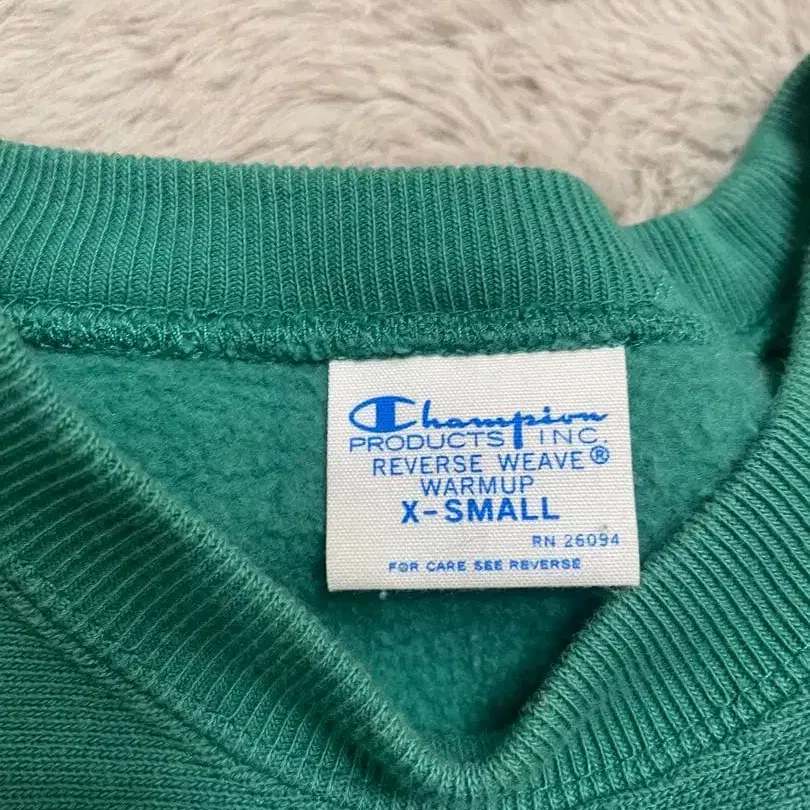 Champion
PRODUCTS INC.
REVERSE WEAVE®
WARMUP
X-SMALL
RN 26094
FOR CARE SEE REVERSE